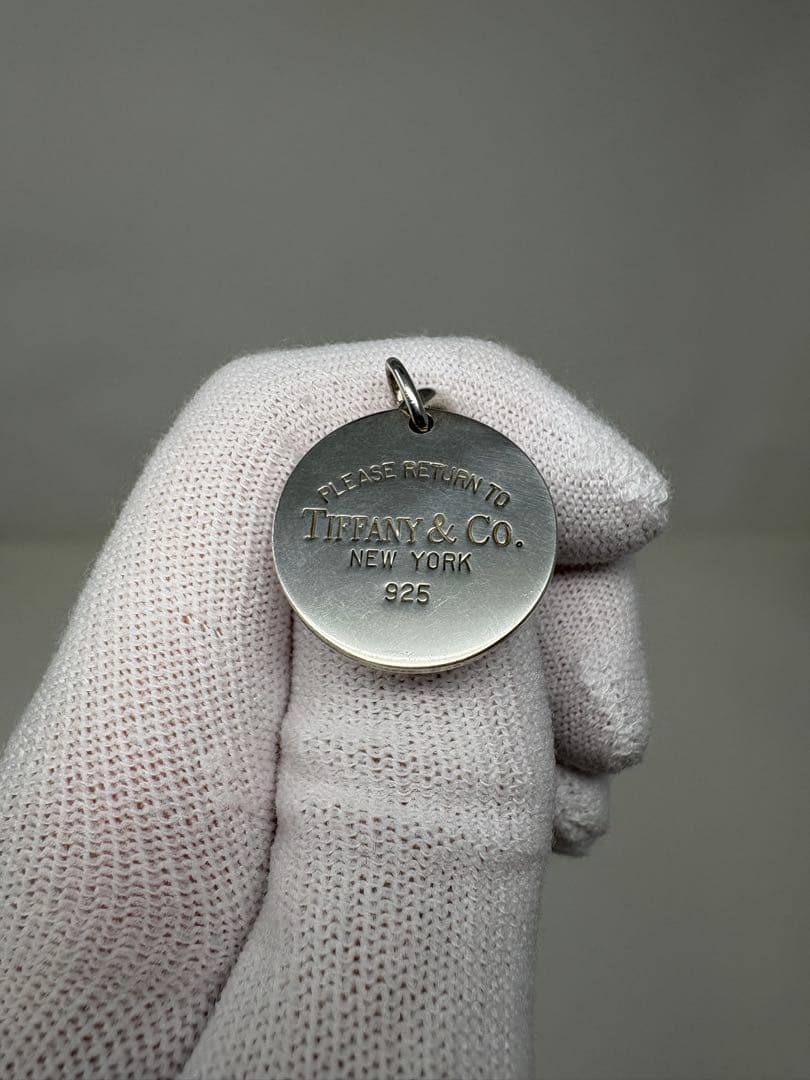 PLEASE RETURN TO
TIFFANY & CO.
NEW YORK
925